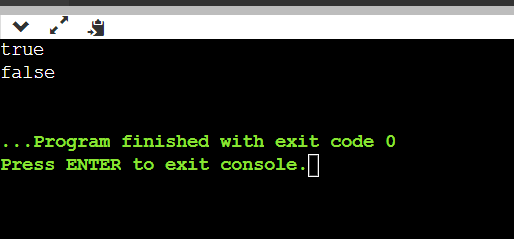 true
false
...Program finished with exit code 0
Press ENTER to exit console.